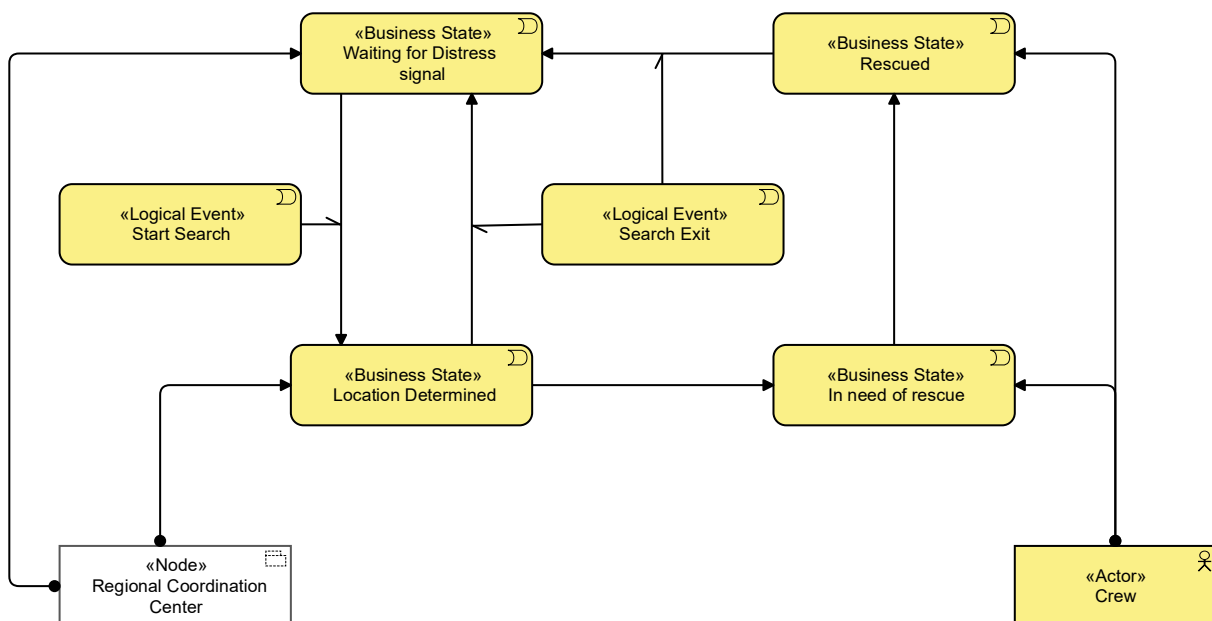 «Business State»
Waiting for Distress
signal
«Business State»
Rescued
«Logical Event»
Start Search
«Logical Event»
Search Exit
«Business State»
Location Determined
«Business State»
In need of rescue
«Node»
Regional Coordination
Center
«Actor»
Crew